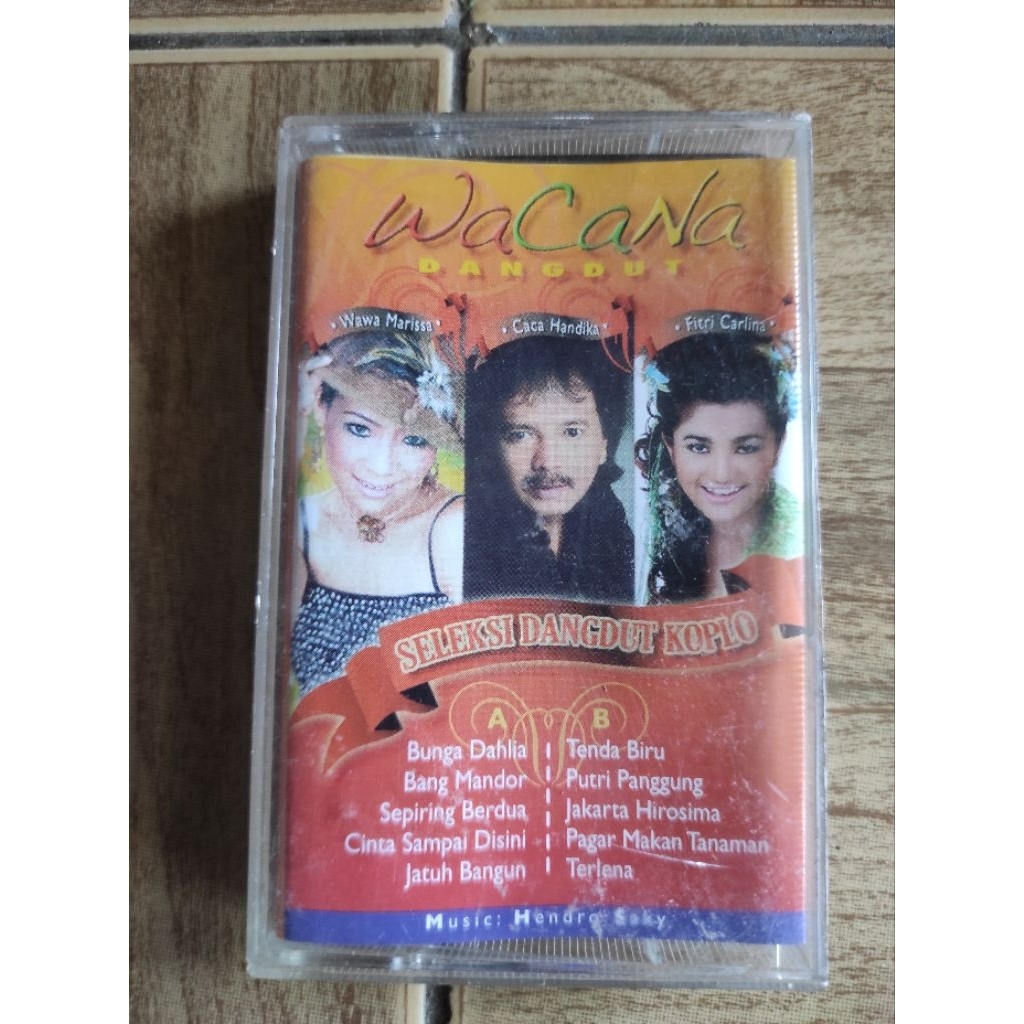 WaCaNa
DANGDUT
• Wawa Marissa •
• Caca Handika •
• Fitri Carlina •
SELEKSI DANGDUT KOPLO
A B
Bunga Dahlia
Bang Mandor
Sepiring Berdua
Cinta Sampai Disini
Jatuh Bangun
Tenda Biru
Putri Panggung
Jakarta Hirosima
Pagar Makan Tanaman
Terlena
Music: Hendro Saky